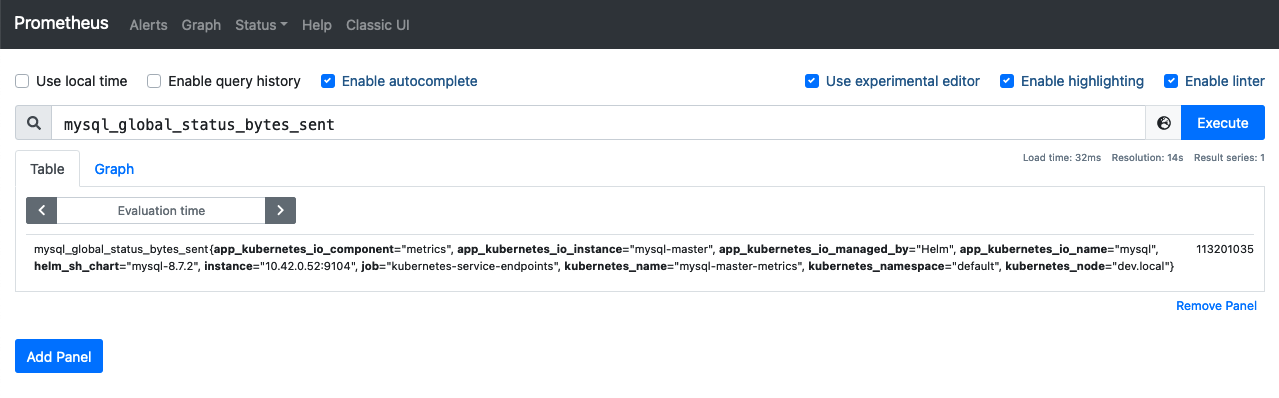 Prometheus Alerts Graph Status Help Classic UI
Use local time Enable query history Enable autocomplete Use experimental editor Enable highlighting Enable linter
mysql_global_status_bytes_sent Execute
Table Graph Load time: 32ms Resolution: 14s Result series: 1
Evaluation time
mysql_global_status_bytes_sent{app_kubernetes_io_component="metrics", app_kubernetes_io_instance="mysql-master", app_kubernetes_io_managed_by="Helm", app_kubernetes_io_name="mysql", 113201035
helm_sh_chart="mysql-8.7.2", instance="10.42.0.52:9104", job="kubernetes-service-endpoints", kubernetes_name="mysql-master-metrics", kubernetes_namespace="default", kubernetes_node="dev.local"}
Remove Panel
Add Panel